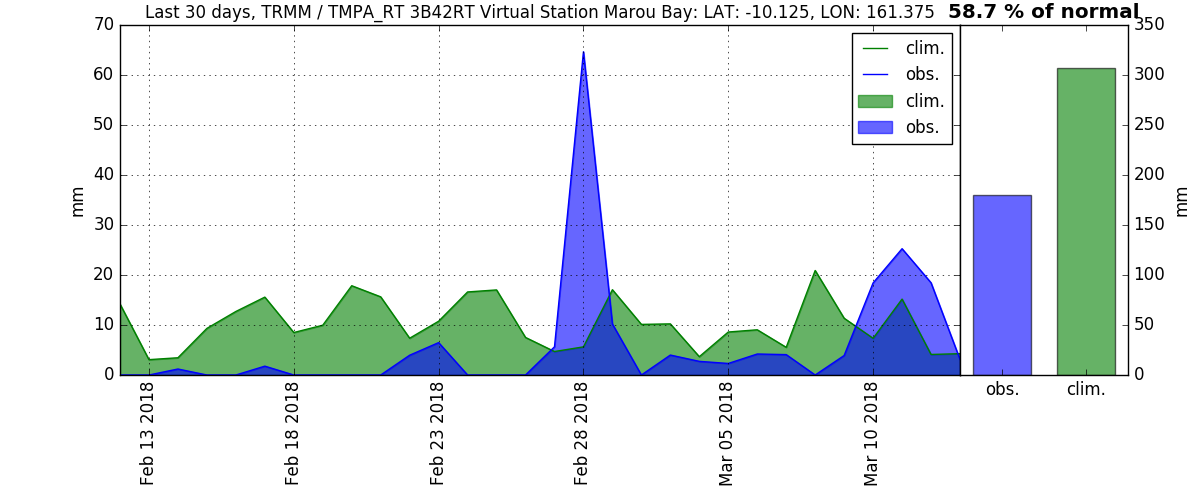 Last 30 days, TRMM / TMPA_RT 3B42RT Virtual Station Marou Bay: LAT: -10.125, LON: 161.375 58.7 % of normal
70 350
60 300
50 250
40 200
30 150
20 100
10 50
0 0
mm
mm
clim.
obs.
clim.
obs.
obs. clim.
Feb 13 2018
Feb 18 2018
Feb 23 2018
Feb 28 2018
Mar 05 2018
Mar 10 2018